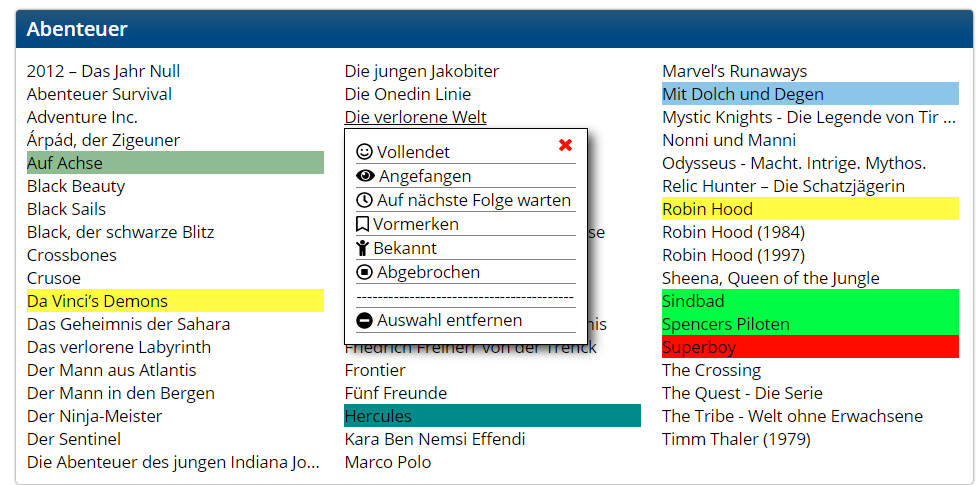 Abenteuer
2012 – Das Jahr Null
Abenteuer Survival
Adventure Inc.
Árpád, der Zigeuner
Auf Achse
Black Beauty
Black Sails
Black, der schwarze Blitz
Crossbones
Crusoe
Da Vinci’s Demons
Das Geheimnis der Sahara
Das verlorene Labyrinth
Der Mann aus Atlantis
Der Mann in den Bergen
Der Ninja-Meister
Der Sentinel
Die Abenteuer des jungen Indiana Jo...
Die jungen Jakobiter
Die Onedin Linie
Die verlorene Welt
Vollendet
Angefangen
Auf nächste Folge warten
Vormerken
Bekannt
Abgebrochen
-----------------------------------------
Auswahl entfernen
Friedrich Freiherr von der Trenck
Frontier
Fünf Freunde
Hercules
Kara Ben Nemsi Effendi
Marco Polo
Marvel’s Runaways
Mit Dolch und Degen
Mystic Knights - Die Legende von Tir ...
Nonni und Manni
Odysseus - Macht. Intrige. Mythos.
Relic Hunter – Die Schatzjägerin
Robin Hood
Robin Hood (1984)
Robin Hood (1997)
Sheena, Queen of the Jungle
Sindbad
Spencers Piloten
Superboy
The Crossing
The Quest - Die Serie
The Tribe - Welt ohne Erwachsene
Timm Thaler (1979)